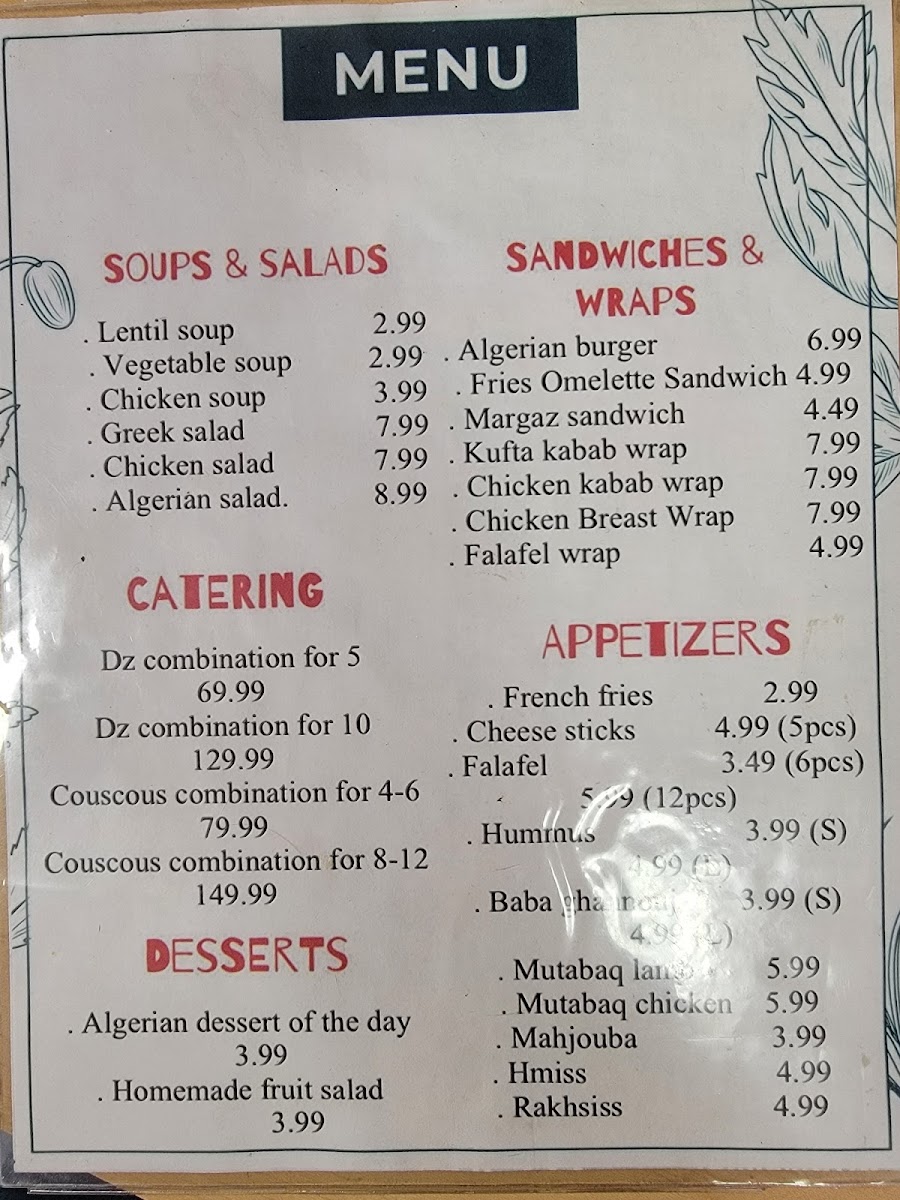 MENU
SOUPS & SALADS
. Lentil soup 2.99
. Vegetable soup 2.99
. Chicken soup 3.99
. Greek salad 7.99
. Chicken salad 7.99
. Algerian salad. 8.99
CATERING
Dz combination for 5
69.99
Dz combination for 10
129.99
Couscous combination for 4-6
79.99
Couscous combination for 8-12
149.99
DESSERTS
. Algerian dessert of the day
3.99
. Homemade fruit salad
3.99
SANDWICHES &
WRAPS
. Algerian burger 6.99
. Fries Omelette Sandwich 4.99
. Margaz sandwich 4.49
. Kufta kabab wrap 7.99
. Chicken kabab wrap 7.99
. Chicken Breast Wrap 7.99
. Falafel wrap 4.99
APPETIZERS
. French fries 2.99
. Cheese sticks 4.99 (5pcs)
. Falafel 3.49 (6pcs)
5.99 (12pcs)
. Hummus 3.99 (S)
4.99 (L)
. Baba 3.99 (S)
4.99 (L)
. Mutabaq lamb 5.99
. Mutabaq chicken 5.99
. Mahjouba 3.99
. Hmiss 4.99
. Rakhsiss 4.99